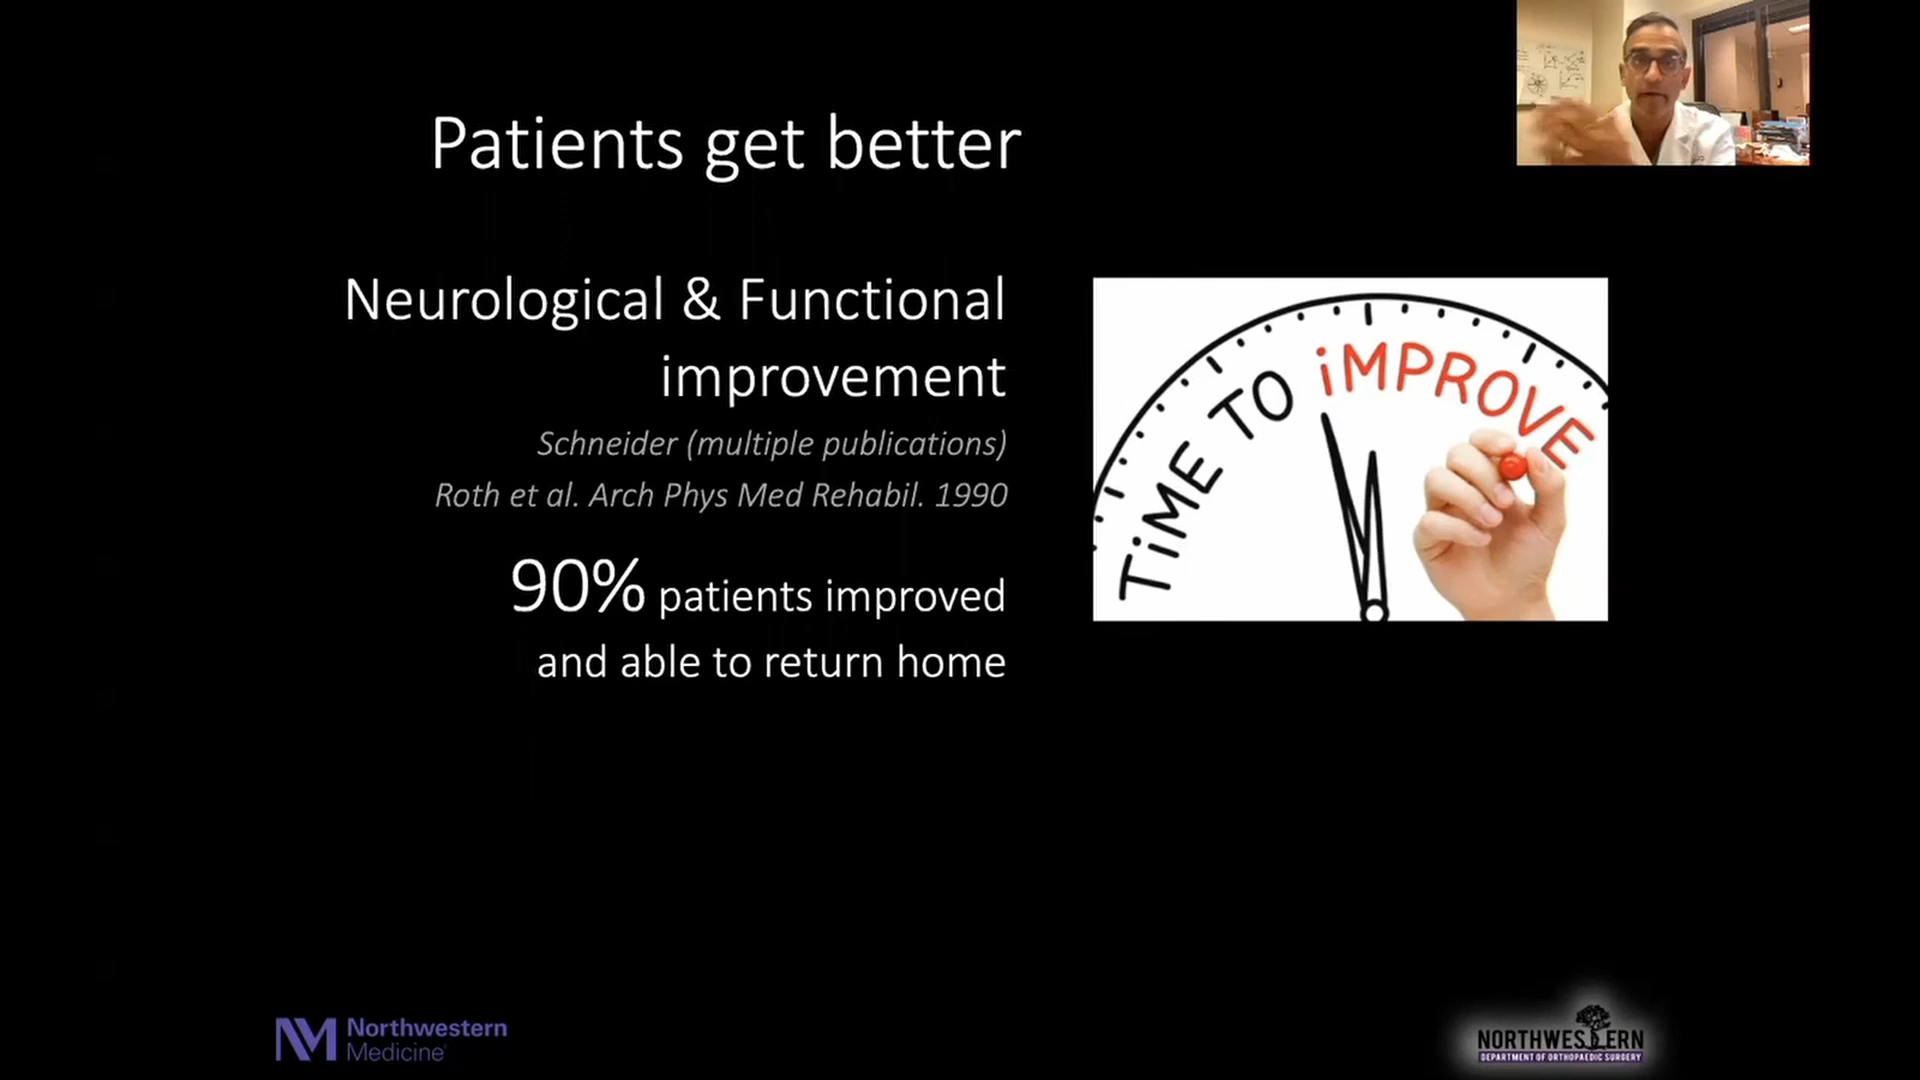 Patients get better
Neurological & Functional
improvement
Schneider (multiple publications)
Roth et al. Arch Phys Med Rehabil. 1990
90% patients improved
and able to return home
TiME TO iMPROVE
Northwestern
Medicine
NORTHWESTERN
DEPARTMENT OF ORTHOPAEDIC SURGERY